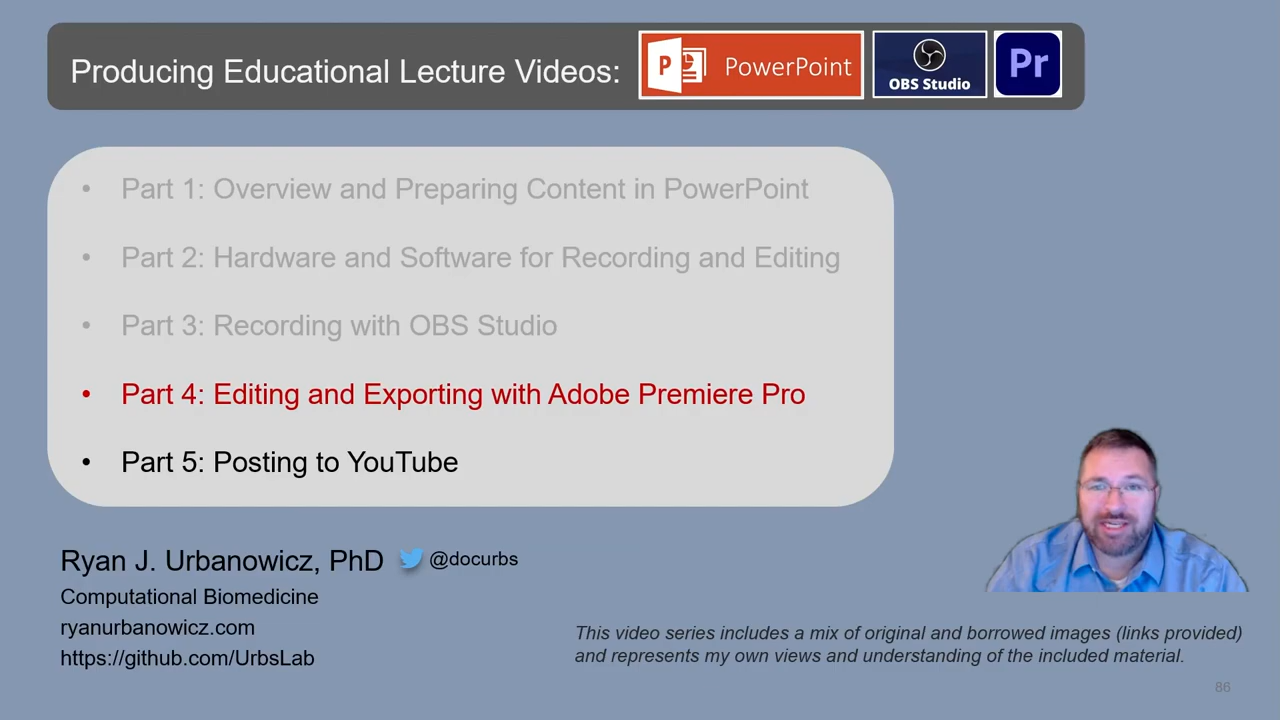 Producing Educational Lecture Videos:
P PowerPoint
OBS Studio
Pr
• Part 1: Overview and Preparing Content in PowerPoint
• Part 2: Hardware and Software for Recording and Editing
• Part 3: Recording with OBS Studio
• Part 4: Editing and Exporting with Adobe Premiere Pro
• Part 5: Posting to YouTube
Ryan J. Urbanowicz, PhD @docurbs
Computational Biomedicine
ryanurbanowicz.com
https://github.com/UrbsLab
This video series includes a mix of original and borrowed images (links provided)
and represents my own views and understanding of the included material.
86